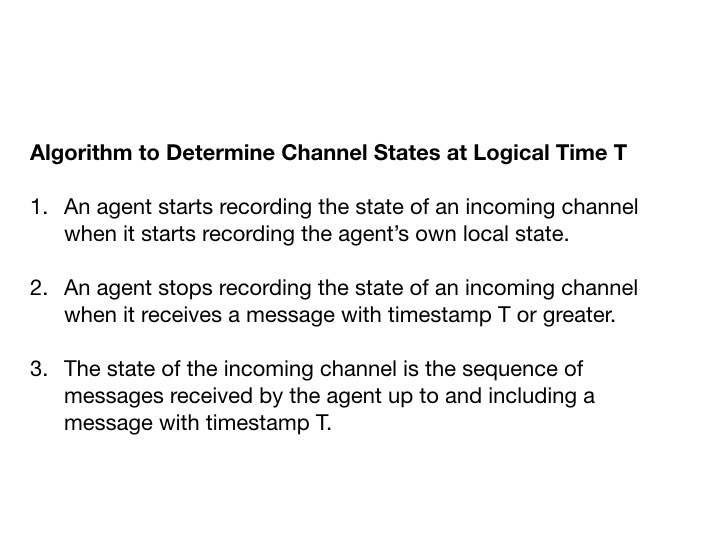 Algorithm to Determine Channel States at Logical Time T
1. An agent starts recording the state of an incoming channel
when it starts recording the agent’s own local state.
2. An agent stops recording the state of an incoming channel
when it receives a message with timestamp T or greater.
3. The state of the incoming channel is the sequence of
messages received by the agent up to and including a
message with timestamp T.